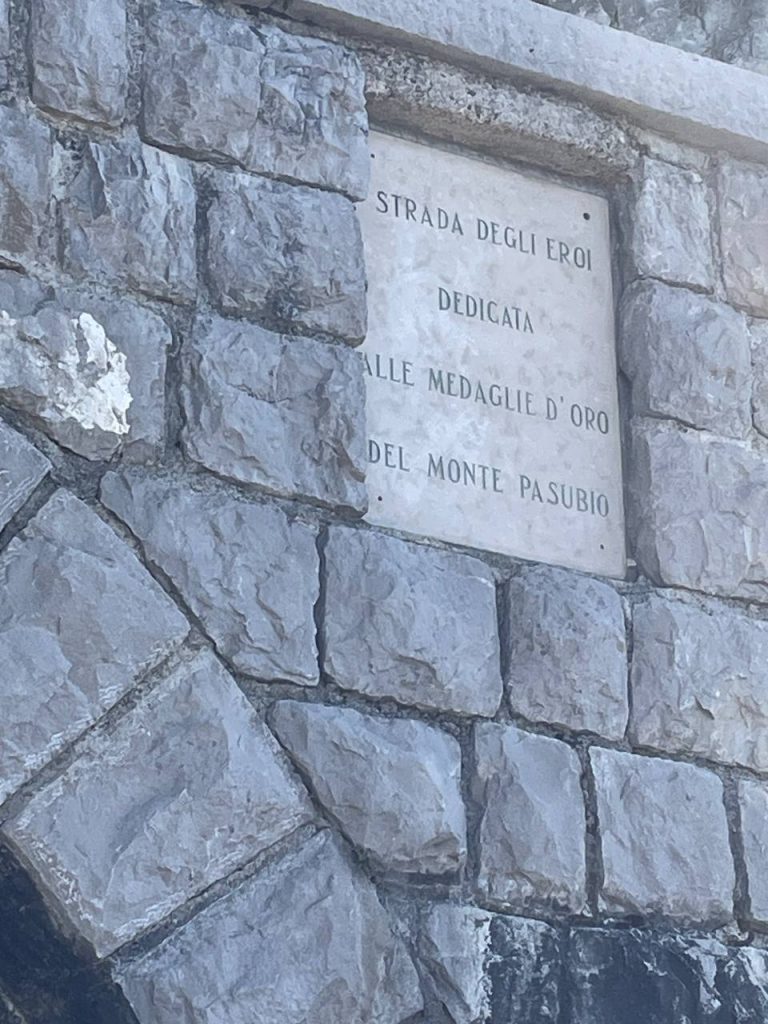 STRADA DEGLI EROI
DEDICATA
ALLE MEDAGLIE D'ORO
DEL MONTE PASUBIO